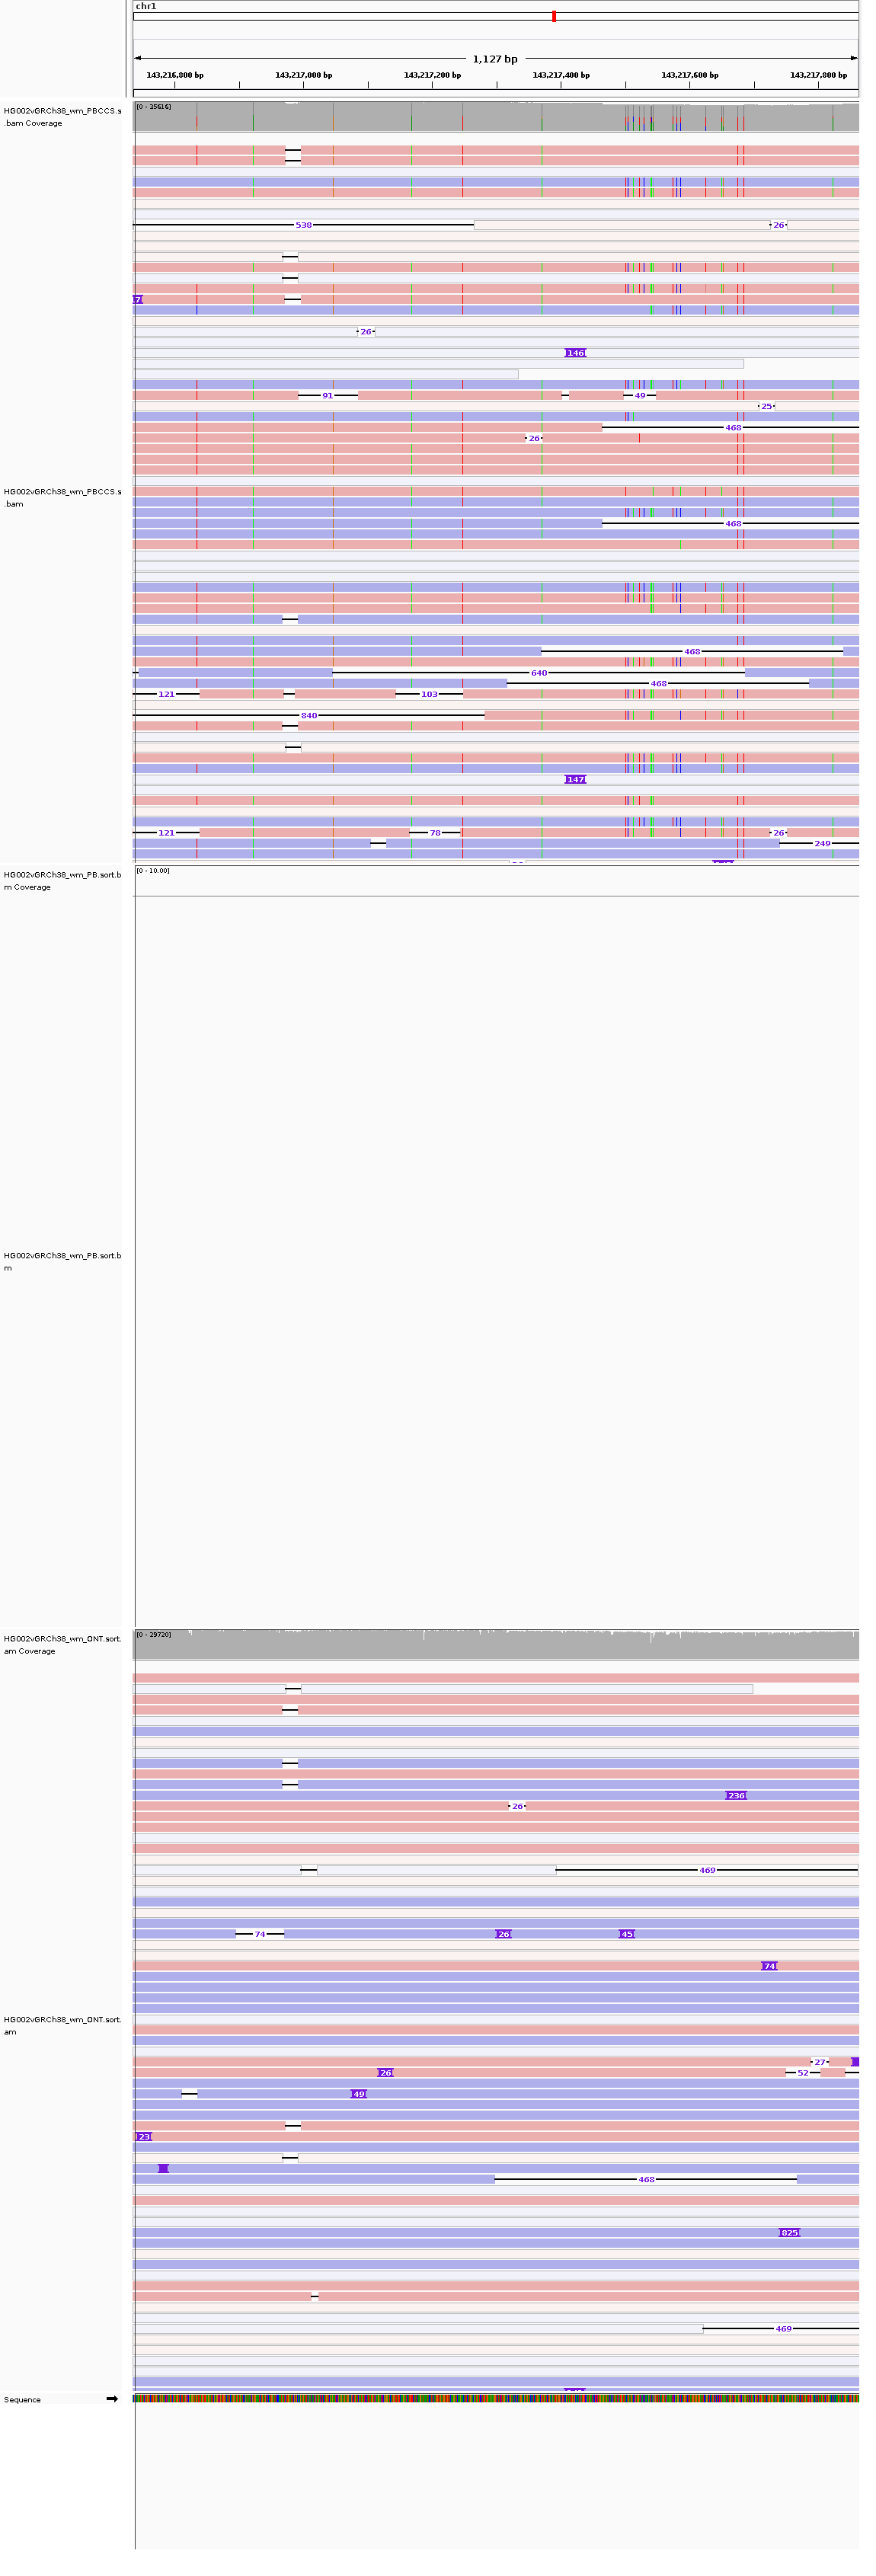 chr1
1,127 bp
143,216,800 bp 143,217,000 bp 143,217,200 bp 143,217,400 bp 143,217,600 bp 143,217,800 bp
HG002vGRCh38_wm_PBCCS.s
.bam Coverage
[0 - 35616]
538 26
26
146
91 49
25
468
26
HG002vGRCh38_wm_PBCCS.s
.bam
468
468
640
468
121 103
840
147
121 78 26
249
HG002vGRCh38_wm_PB.sort.b
m Coverage
[0 - 10.00]
HG002vGRCh38_wm_PB.sort.b
m
HG002vGRCh38_wm_ONT.sort.
am Coverage
[0 - 29720]
236
26
469
74 26 45
74
HG002vGRCh38_wm_ONT.sort.
am
27
26 52
49
23
468
825
469
Sequence